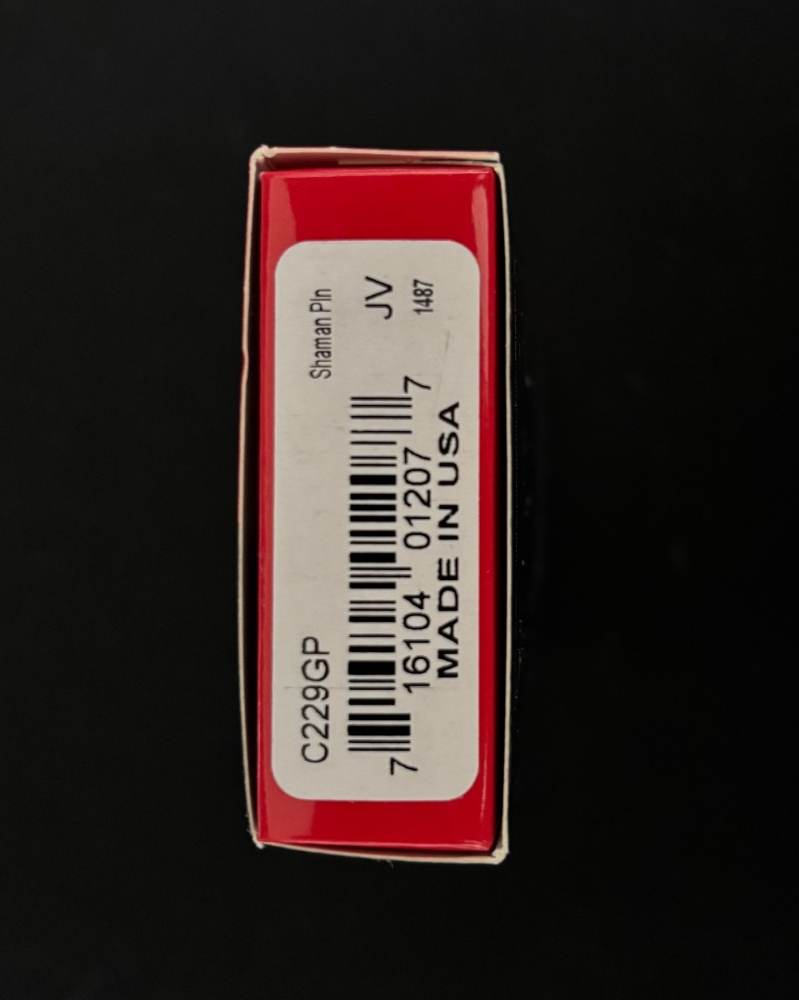 C229GP
Shaman Pln
JV
1487
7 16104 01207 7
MADE IN USA